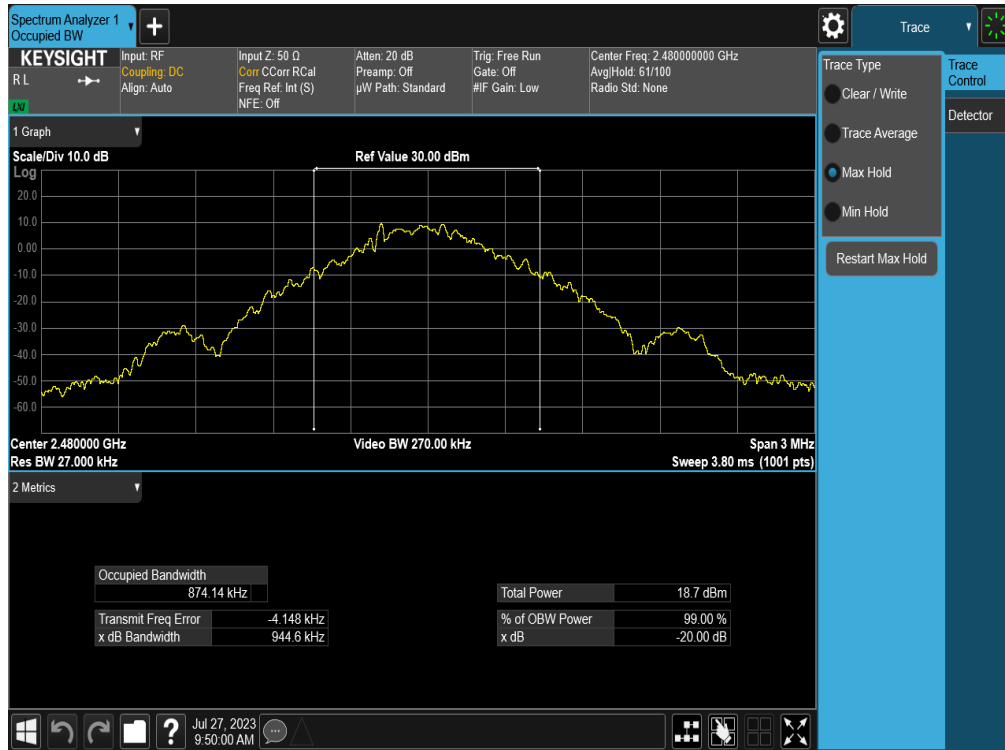 Spectrum Analyzer 1
Occupied BW
Trace
KEYSIGHT
R L
LXI
Input: RF
Coupling: DC
Align: Auto
Input Z: 50 Ω
Corr CCorr RCal
Freq Ref: Int (S)
NFE: Off
Atten: 20 dB
Preamp: Off
µW Path: Standard
Trig: Free Run
Gate: Off
#IF Gain: Low
Center Freq: 2.480000000 GHz
Avg|Hold: 61/100
Radio Std: None
Trace Type
Clear / Write
Trace Average
Max Hold
Min Hold
Restart Max Hold
Trace
Control
Detector
1 Graph
Scale/Div 10.0 dB
Ref Value 30.00 dBm
Log
20.0
10.0
0.00
-10.0
-20.0
-30.0
-40.0
-50.0
-60.0
Center 2.480000 GHz
Video BW 270.00 kHz
Span 3 MHz
Res BW 27.000 kHz
Sweep 3.80 ms (1001 pts)
2 Metrics
Occupied Bandwidth
874.14 kHz
Total Power 18.7 dBm
Transmit Freq Error -4.148 kHz
% of OBW Power 99.00 %
x dB Bandwidth 944.6 kHz
x dB -20.00 dB
?
Jul 27, 2023
9:50:00 AM